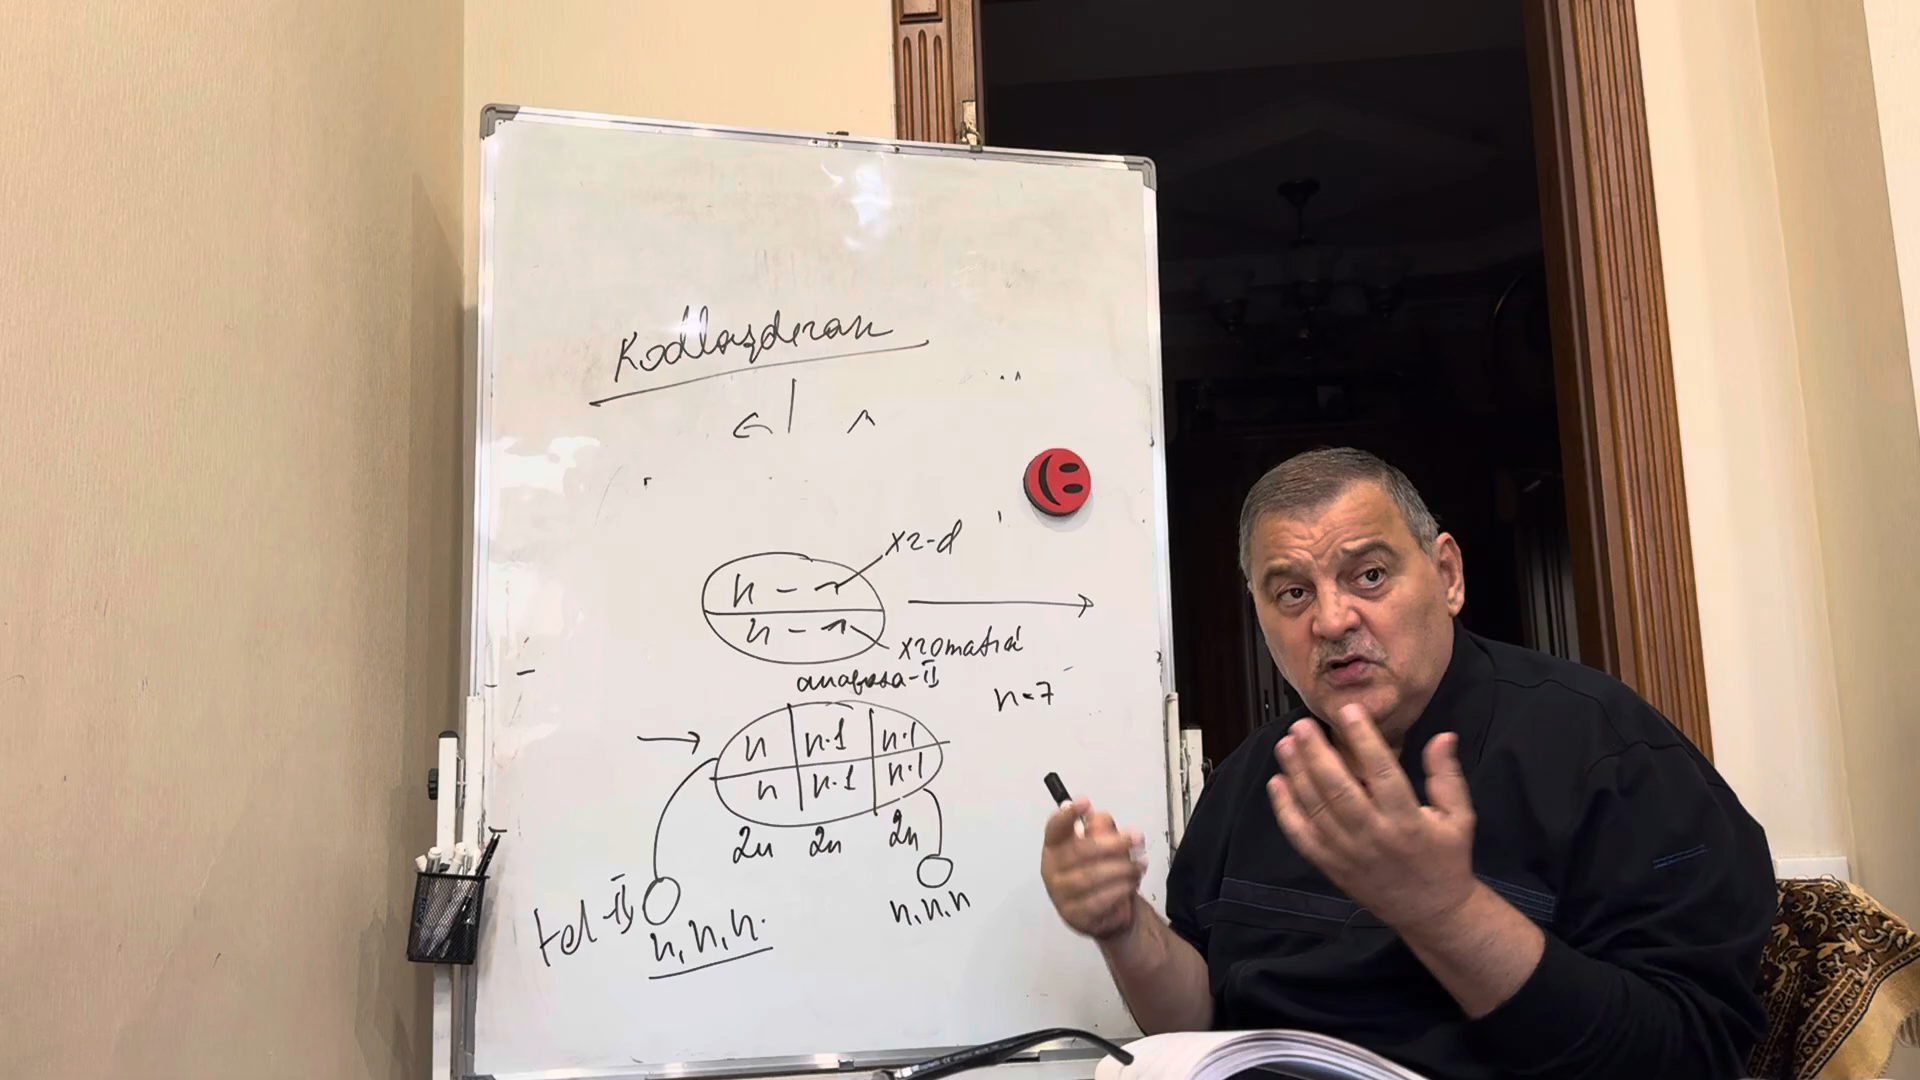 Kodlaşdıran
n - 1 xr-d
n - 1 xromatid
anafaza-II
n=7
n n·1 n·1
n n·1 n·1
2n 2n 2n
tel-II
n, n, n.
n, n, n